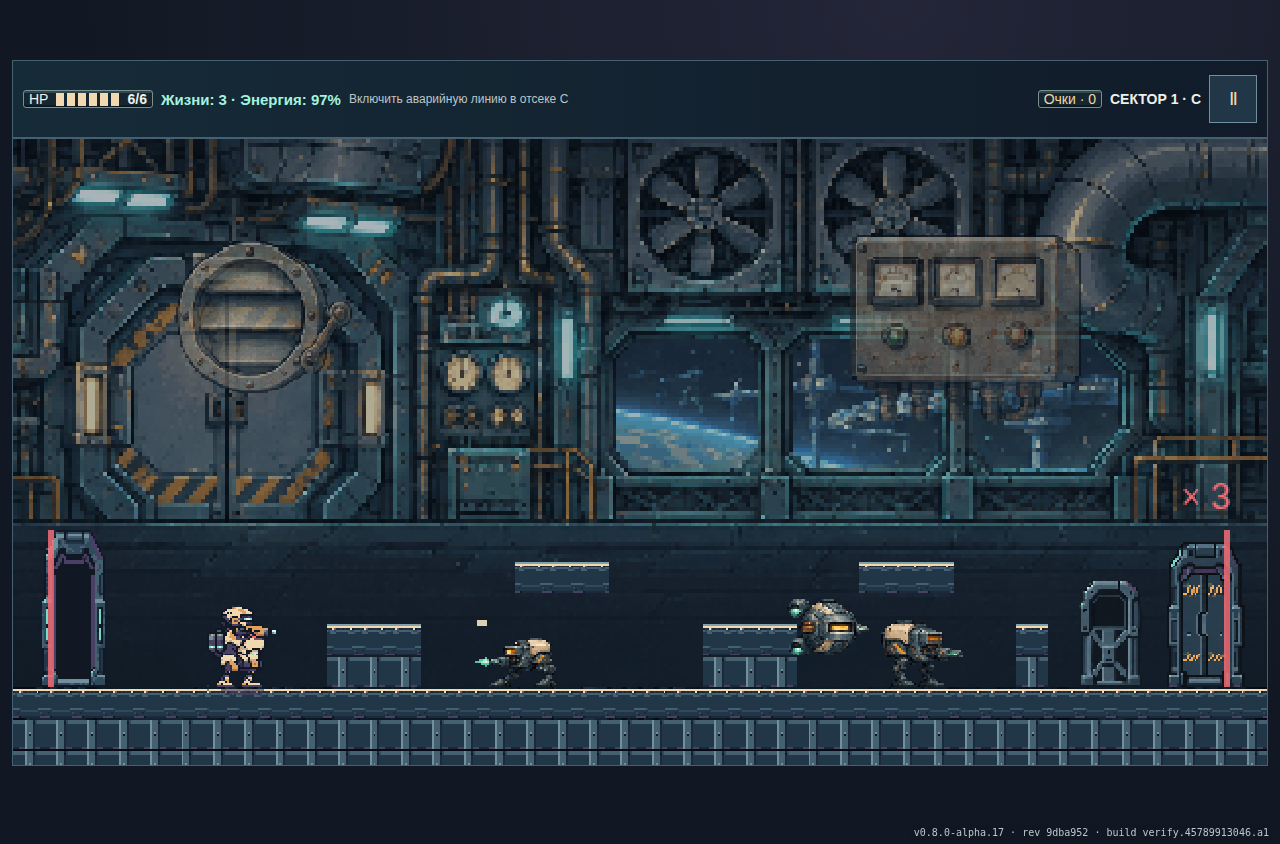 HP 6/6 Жизни: 3 · Энергия: 97% Включить аварийную линию в отсеке C Очки · 0 СЕКТОР 1 · C II
× 3
v0.8.0-alpha.17 · rev 9dba952 · build verify.45789913046.a1